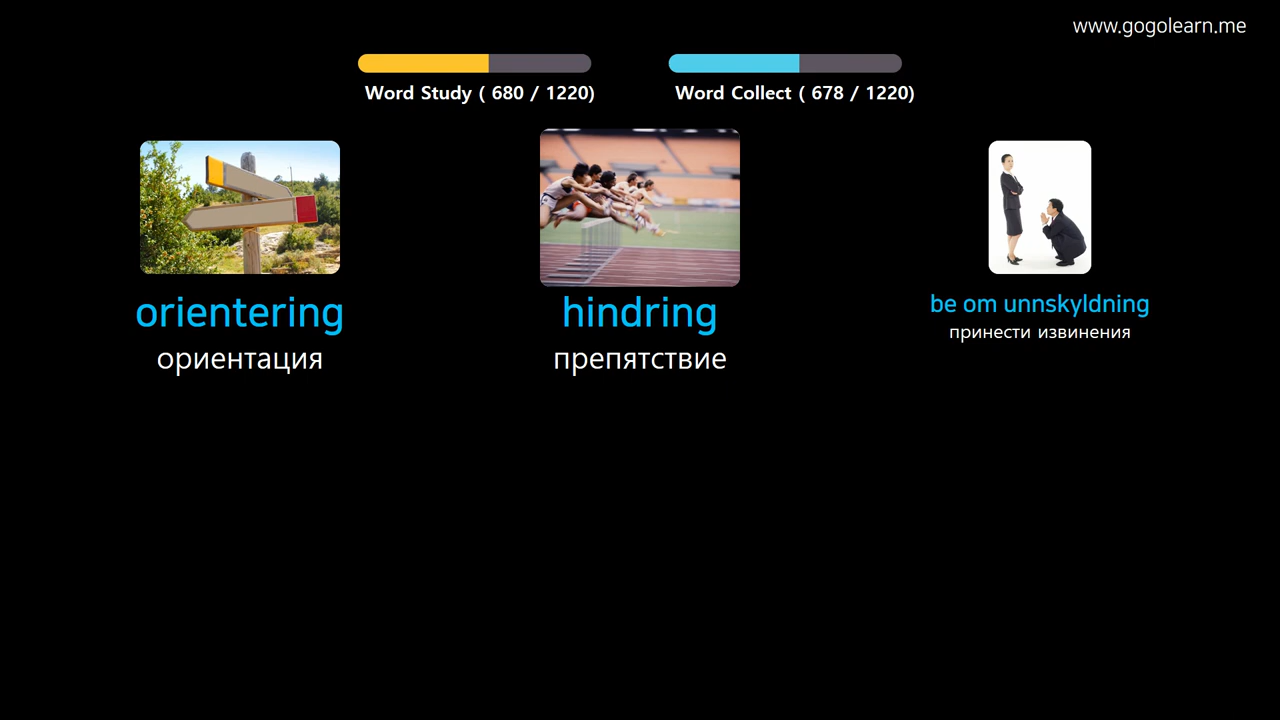 www.gogolearn.me
Word Study ( 680 / 1220)
Word Collect ( 678 / 1220)
orientering
ориентация
hindring
препятствие
be om unnskyldning
принести извинения